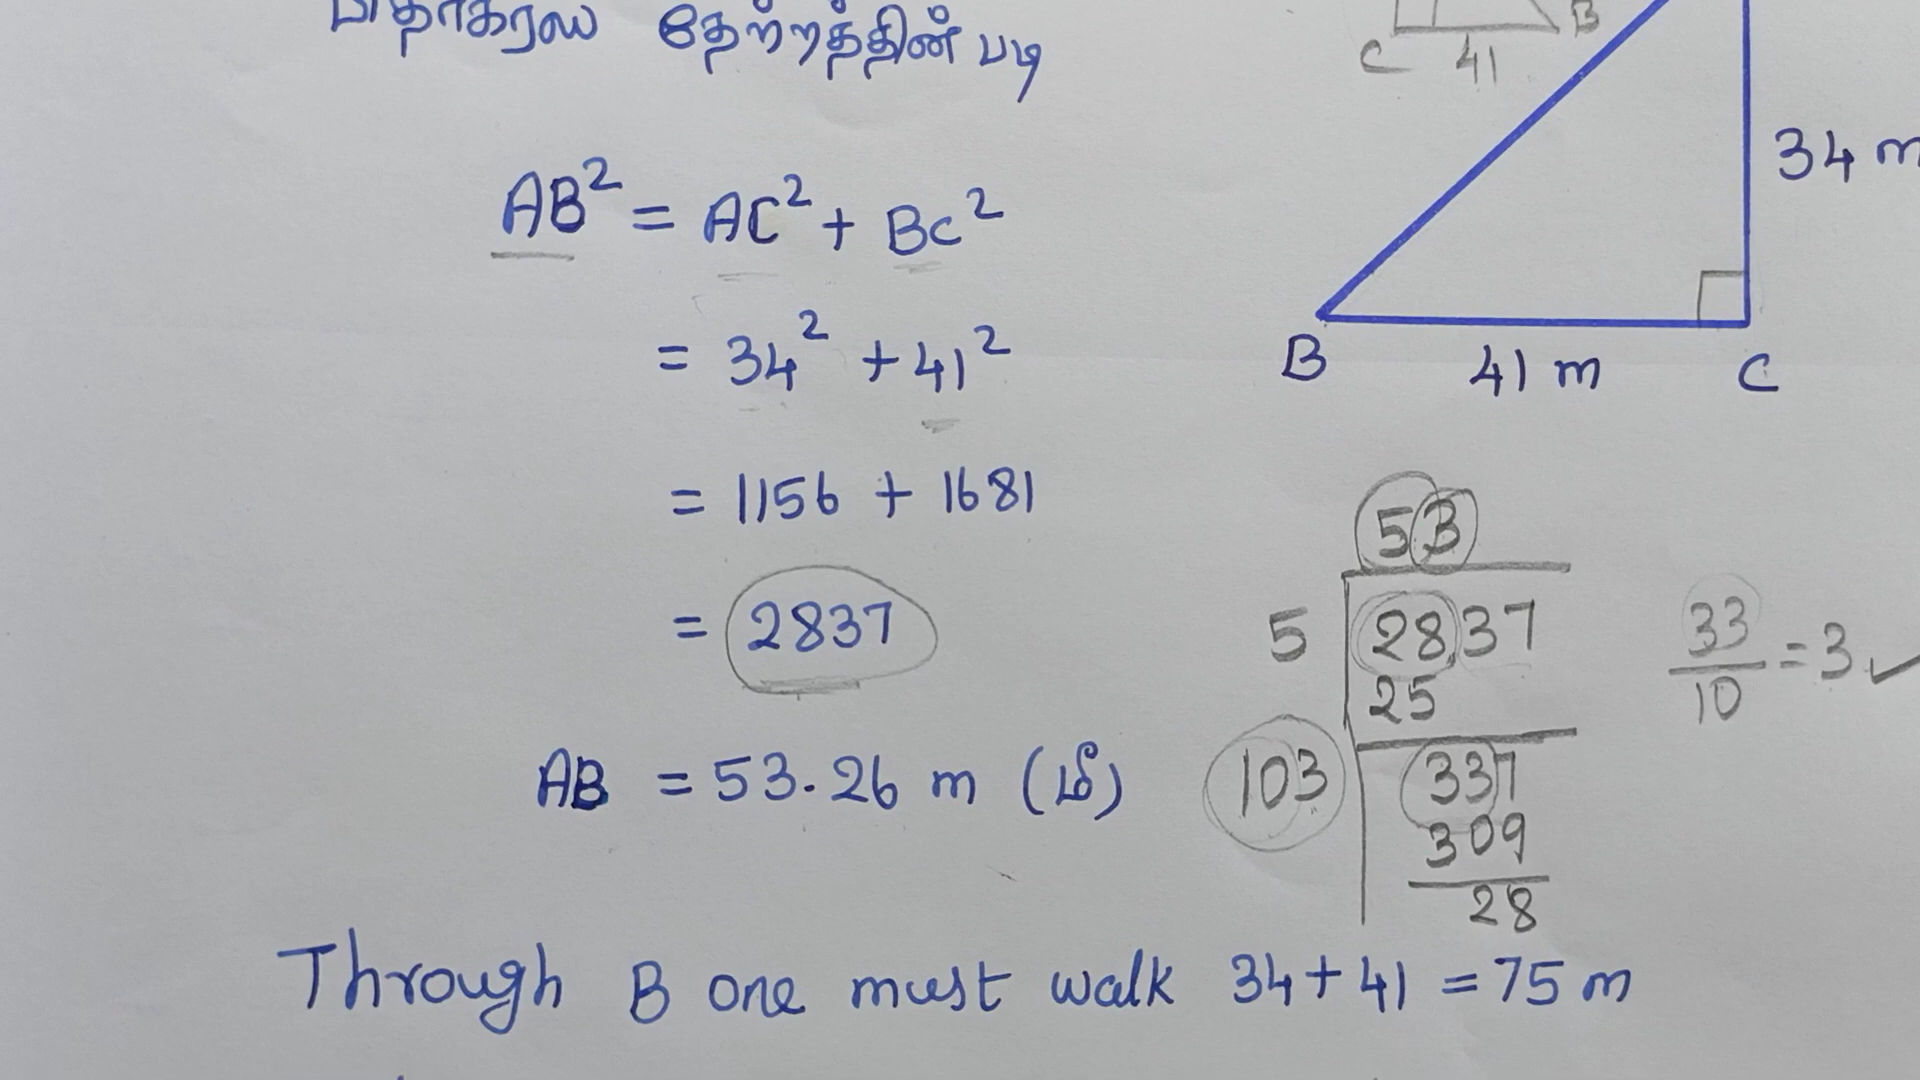 பிதாகரஸ் தேற்றத்தின் படி
AB² = AC² + BC²
= 34² + 41²
= 1156 + 1681
= 2837
AB = 53.26 m (மீ)
C 41 B
34 m
B 41 m C
53
5 28,37
25
103 337
309
28
33/10 = 3 ✓
Through B one must walk 34 + 41 = 75 m